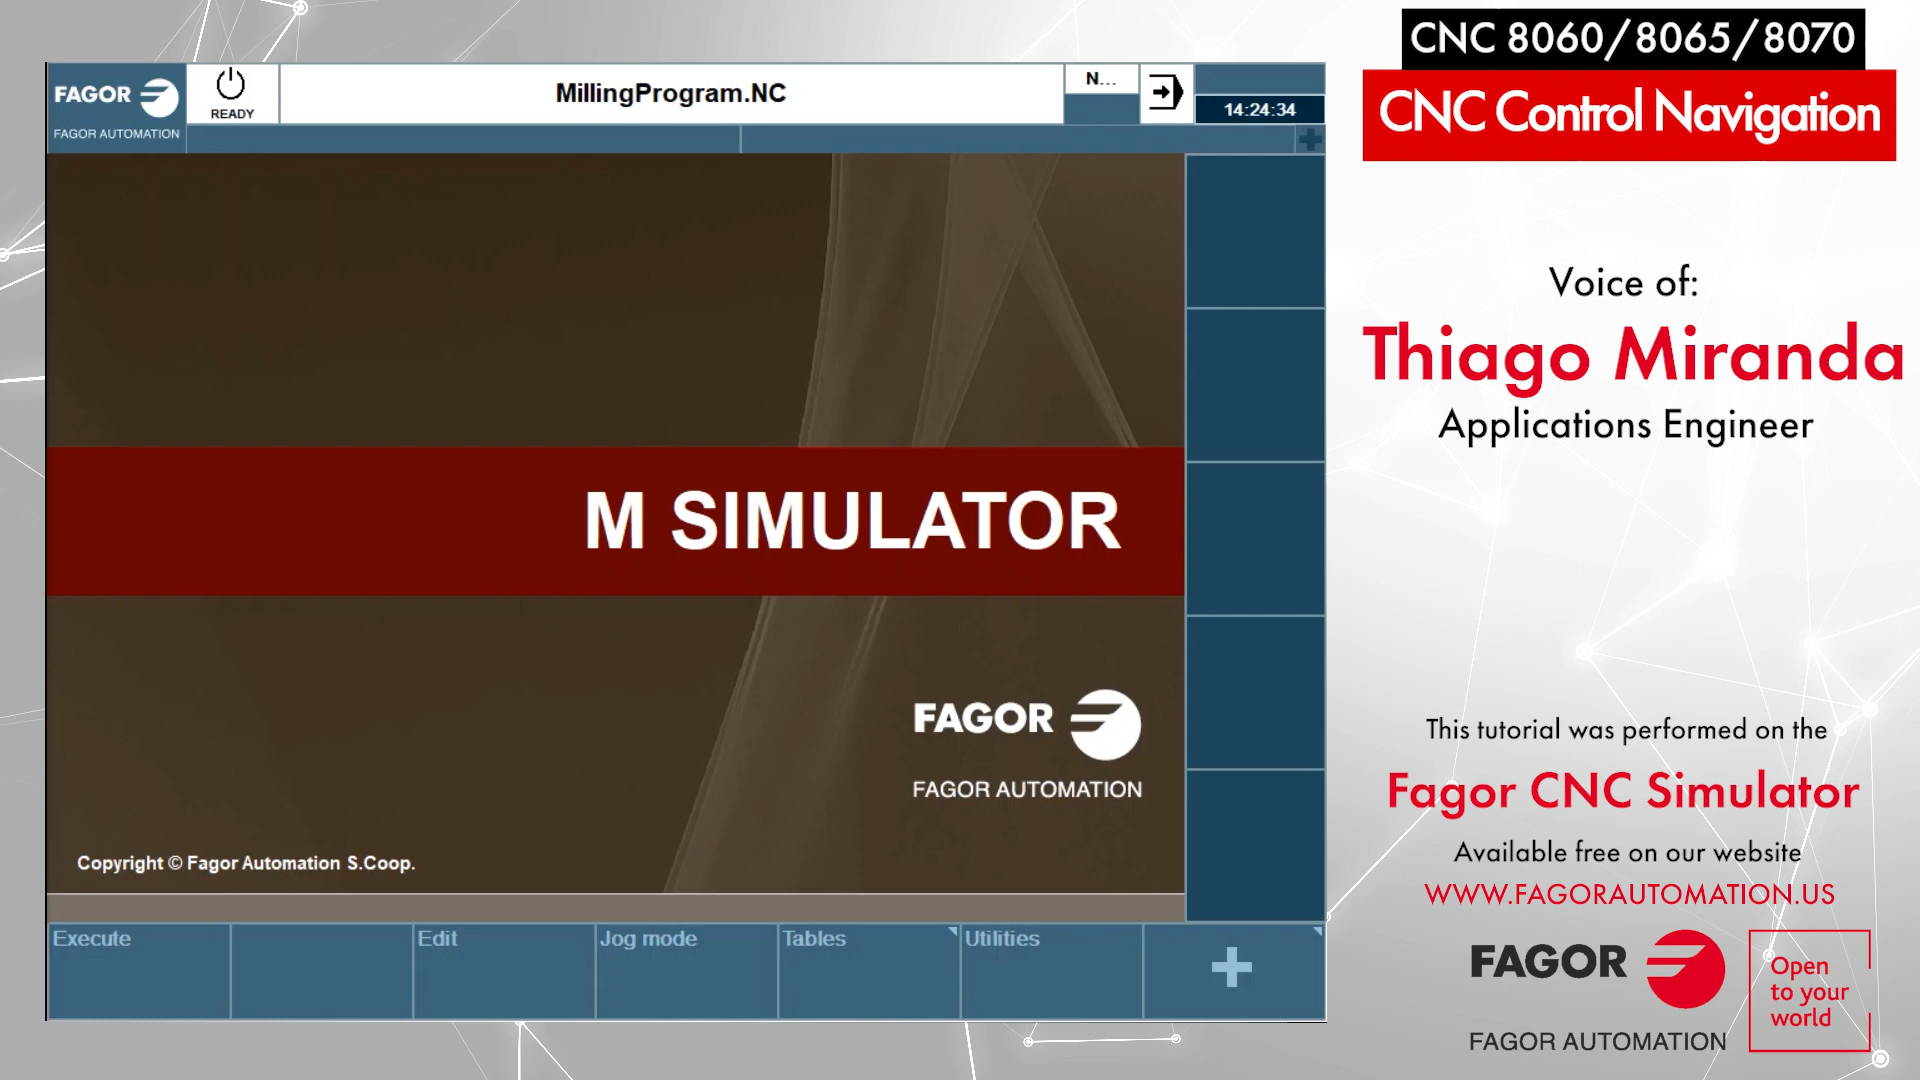 CNC 8060/8065/8070
CNC Control Navigation
FAGOR
FAGOR AUTOMATION
READY
MillingProgram.NC
N...
14:24:34
M SIMULATOR
FAGOR
FAGOR AUTOMATION
Copyright © Fagor Automation S.Coop.
Execute
Edit
Jog mode
Tables
Utilities
Voice of:
Thiago Miranda
Applications Engineer
This tutorial was performed on the
Fagor CNC Simulator
Available free on our website
WWW.FAGORAUTOMATION.US
FAGOR
FAGOR AUTOMATION
Open
to your
world